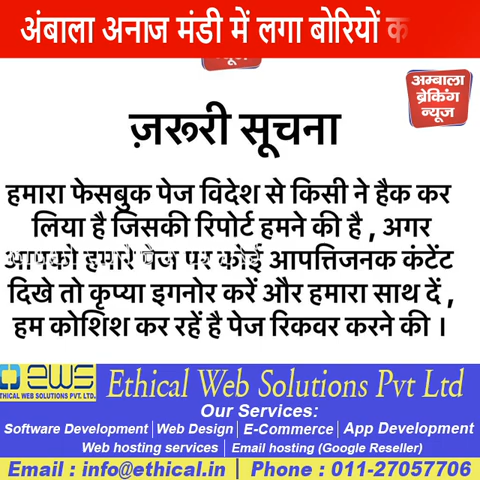 अंबाला अनाज मंडी में लगा बोरियों
न्यूज़
अम्बाला
ब्रेकिंग
न्यूज
ज़रूरी सूचना
हमारा फेसबुक पेज विदेश से किसी ने हैक कर
लिया है जिसकी रिपोर्ट हमने की है , अगर
आपको हमारे पेज पर कोई आपत्तिजनक कंटेंट
दिखे तो कृप्या इगनोर करें और हमारा साथ दें ,
हम कोशिश कर रहें है पेज रिकवर करने की ।
EWS
ETHICAL WEB SOLUTIONS PVT. LTD.
Ethical Web Solutions Pvt Ltd
Our Services:
Software Development | Web Design | E-Commerce | App Development
Web hosting services | Email hosting (Google Reseller)
Email : info@ethical.in | Phone : 011-27057706